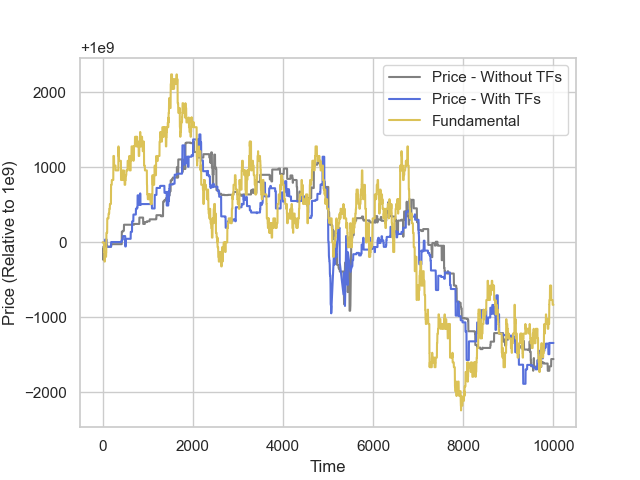 +1e9
Price - Without TFs
Price - With TFs
Fundamental
2000
1000
0
−1000
−2000
Price (Relative to 1e9)
0 2000 4000 6000 8000 10000
Time